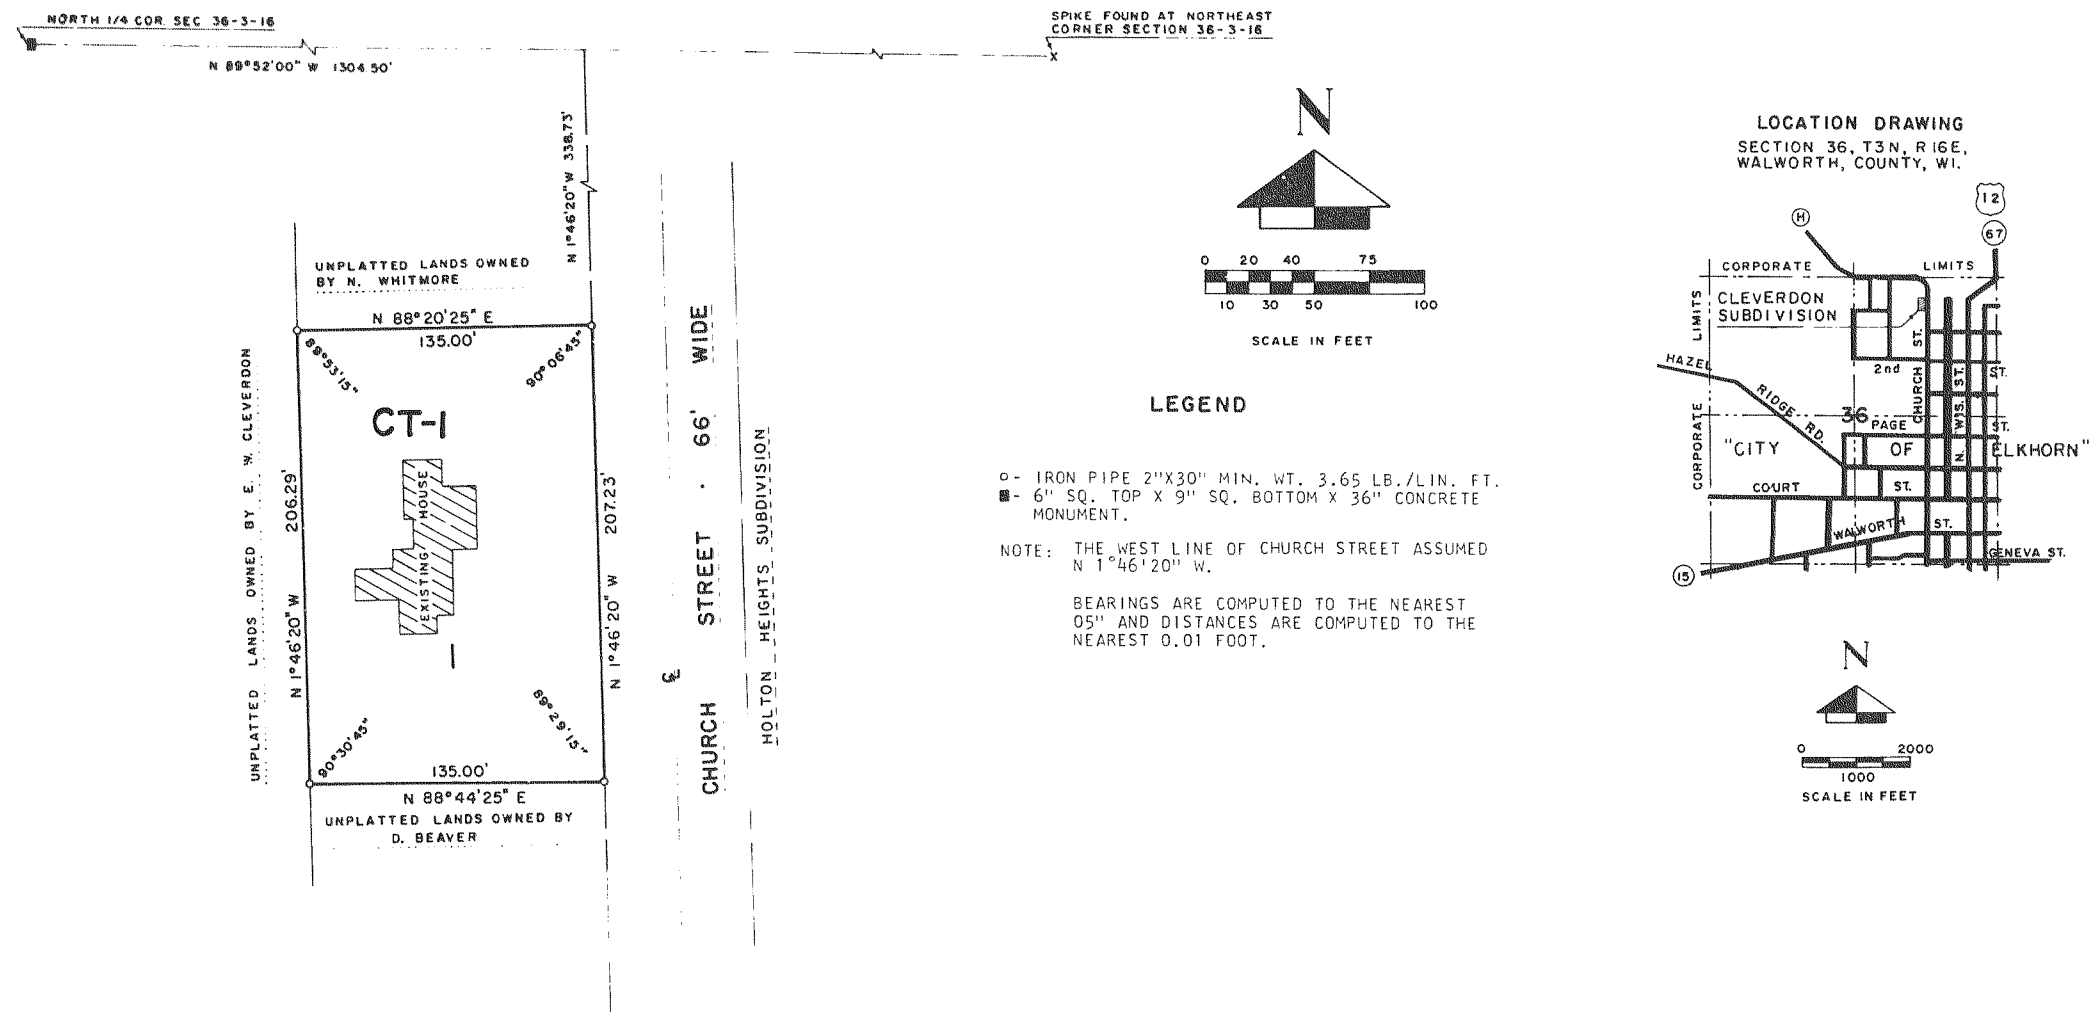 NORTH 1/4 COR. SEC 36-3-16
SPIKE FOUND AT NORTHEAST
CORNER SECTION 36-3-16
X
N 89°52'00" W 1304.50'
N 1°46'20" W 338.73'
UNPLATTED LANDS OWNED
BY N. WHITMORE
N 88°20'25" E
135.00'
89°53'15"
90°06'45"
CT-1
UNPLATTED LANDS OWNED BY E. W. CLEVERDON
N 1°46'20" W 206.29'
EXISTING HOUSE
1
N 1°46'20" W 207.23'
90°30'45"
89°29'15"
135.00'
N 88°44'25" E
UNPLATTED LANDS OWNED BY
D. BEAVER
℄
CHURCH STREET . 66' WIDE
HOLTON HEIGHTS SUBDIVISION
N
0 20 40 75
10 30 50 100
SCALE IN FEET
LEGEND
o- IRON PIPE 2"X30" MIN. WT. 3.65 LB./LIN. FT.
■- 6" SQ. TOP X 9" SQ. BOTTOM X 36" CONCRETE
MONUMENT.
NOTE: THE WEST LINE OF CHURCH STREET ASSUMED
N 1°46'20" W.
BEARINGS ARE COMPUTED TO THE NEAREST
05" AND DISTANCES ARE COMPUTED TO THE
NEAREST 0.01 FOOT.
LOCATION DRAWING
SECTION 36, T3N, R16E,
WALWORTH, COUNTY, WI.
12
H
67
CORPORATE LIMITS
CLEVERDON
SUBDIVISION
CORPORATE LIMITS
HAZEL RIDGE RD.
2nd ST.
CHURCH ST.
N. WIS. ST.
36
PAGE ST.
"CITY OF ELKHORN"
COURT ST.
WALWORTH ST.
GENEVA ST.
15
N
0 2000
1000
SCALE IN FEET